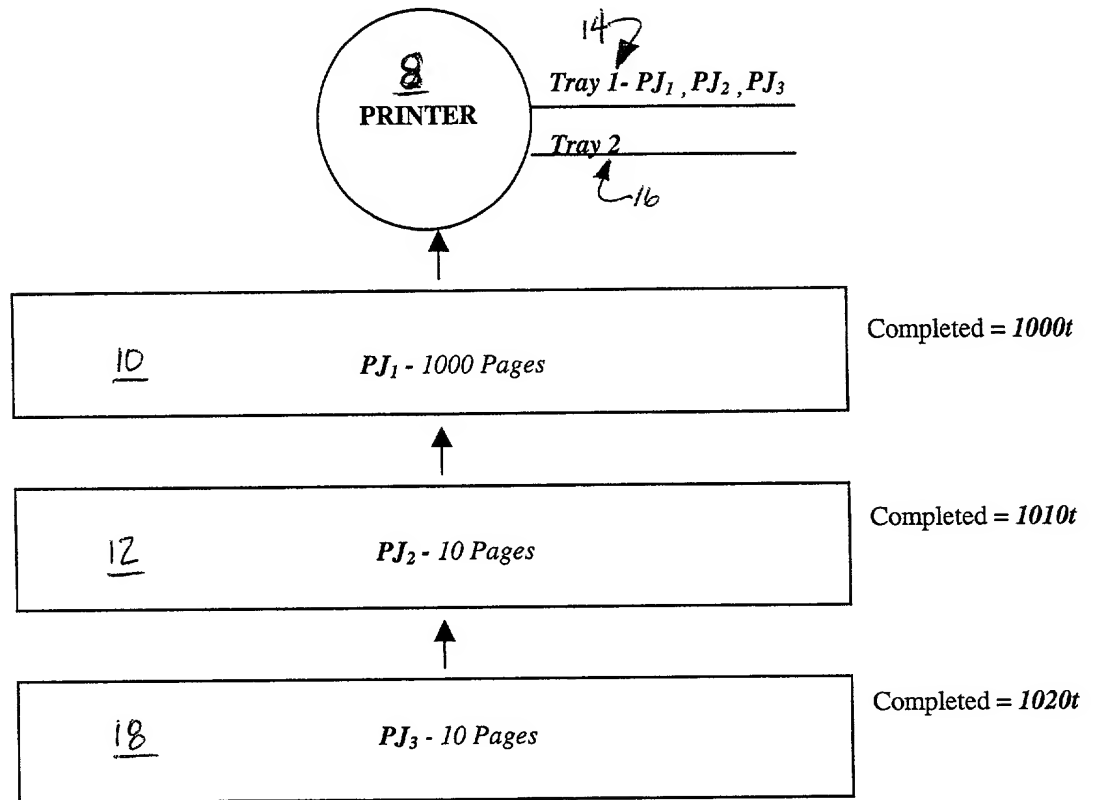 14
8
Tray 1- PJ1 , PJ2 , PJ3
PRINTER
Tray 2
16
Completed = 1000t
10
PJ1 - 1000 Pages
Completed = 1010t
12
PJ2 - 10 Pages
Completed = 1020t
18
PJ3 - 10 Pages